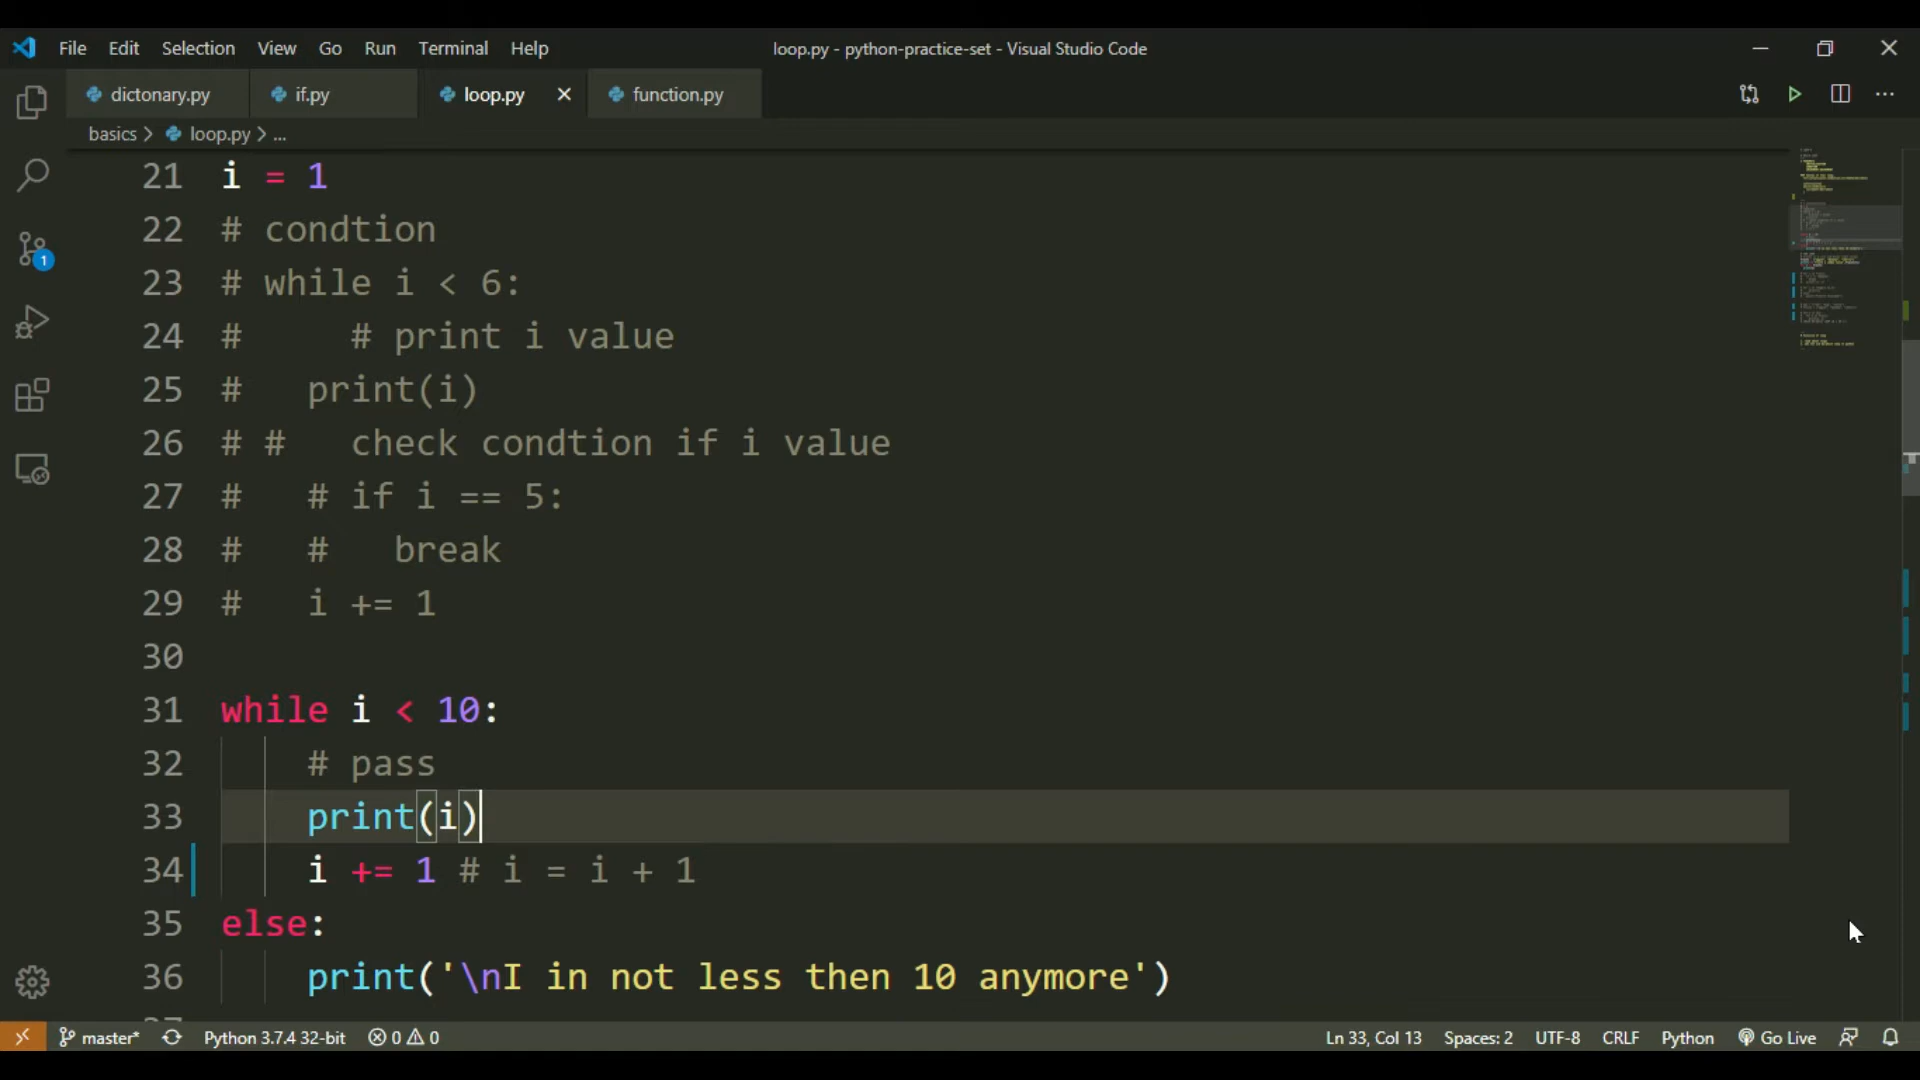 File Edit Selection View Go Run Terminal Help
loop.py - python-practice-set - Visual Studio Code
dictonary.py if.py loop.py function.py
basics > loop.py > ...
21 i = 1
22 # condtion
23 # while i < 6:
24 #     # print i value
25 #   print(i)
26 # #   check condtion if i value
27 #   # if i == 5:
28 #   #   break
29 #   i += 1
30
31 while i < 10:
32     # pass
33     print(i)
34     i += 1 # i = i + 1
35 else:
36     print('\nI in not less then 10 anymore')
1
master* Python 3.7.4 32-bit 0 0 Ln 33, Col 13 Spaces: 2 UTF-8 CRLF Python Go Live